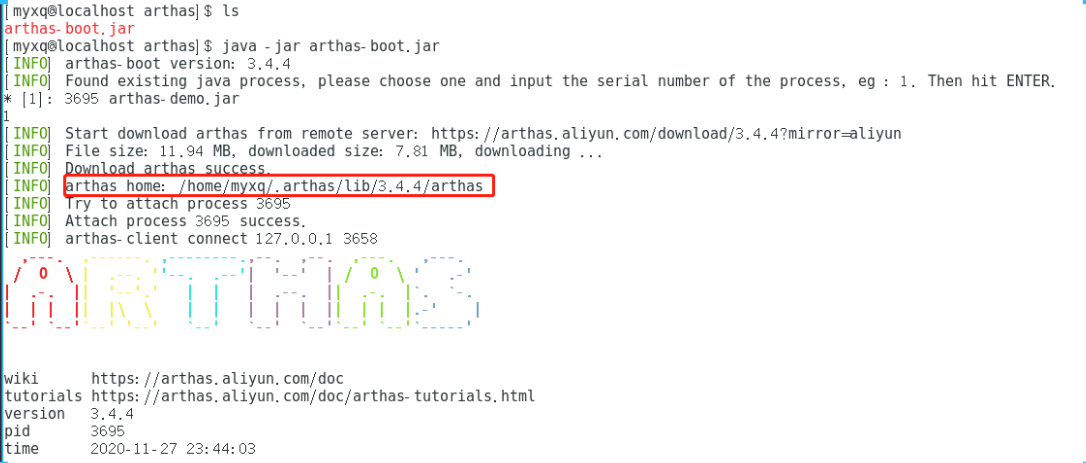 [myxq@localhost arthas]$ ls
arthas-boot.jar
[myxq@localhost arthas]$ java -jar arthas-boot.jar
[INFO] arthas-boot version: 3.4.4
[INFO] Found existing java process, please choose one and input the serial number of the process, eg : 1. Then hit ENTER.
* [1]: 3695 arthas-demo.jar
1
[INFO] Start download arthas from remote server: https://arthas.aliyun.com/download/3.4.4?mirror=aliyun
[INFO] File size: 11.94 MB, downloaded size: 7.81 MB, downloading ...
[INFO] Download arthas success.
[INFO] arthas home: /home/myxq/.arthas/lib/3.4.4/arthas
[INFO] Try to attach process 3695
[INFO] Attach process 3695 success.
[INFO] arthas-client connect 127.0.0.1 3658
ARTHAS
wiki https://arthas.aliyun.com/doc
tutorials https://arthas.aliyun.com/doc/arthas-tutorials.html
version 3.4.4
pid 3695
time 2020-11-27 23:44:03